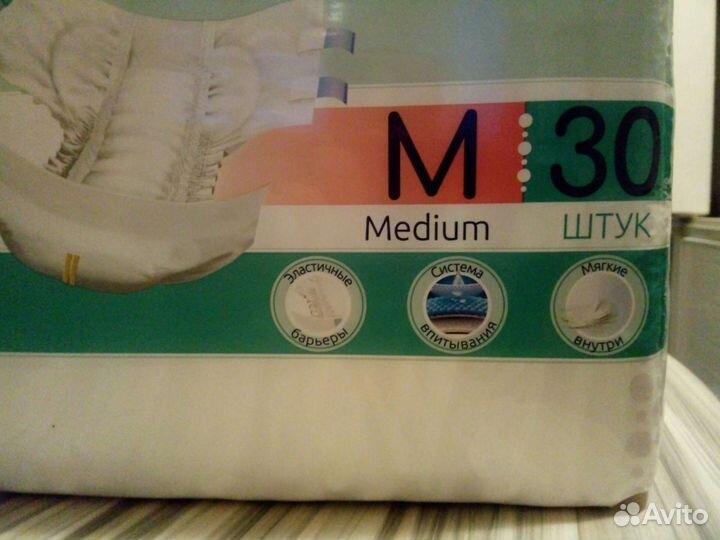 M 30
Medium ШТУК
Эластичные барьеры
Система впитывания
Мягкие внутри
Avito